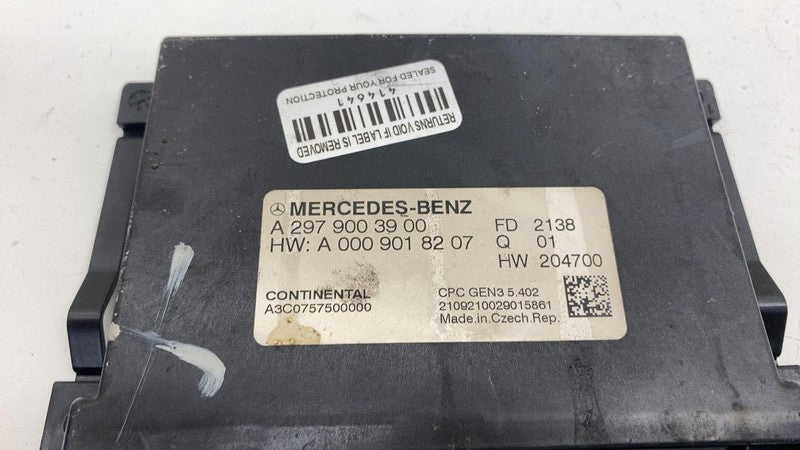 RETURNS VOID IF LABEL IS REMOVED
414641
SEALED FOR YOUR PROTECTION
MERCEDES-BENZ
A 297 900 39 00 FD 2138
HW: A 000 901 82 07 Q 01
HW 204700
CONTINENTAL CPC GEN3 5.402
A3C0757500000 2109210029015861
Made.in.Czech.Rep.